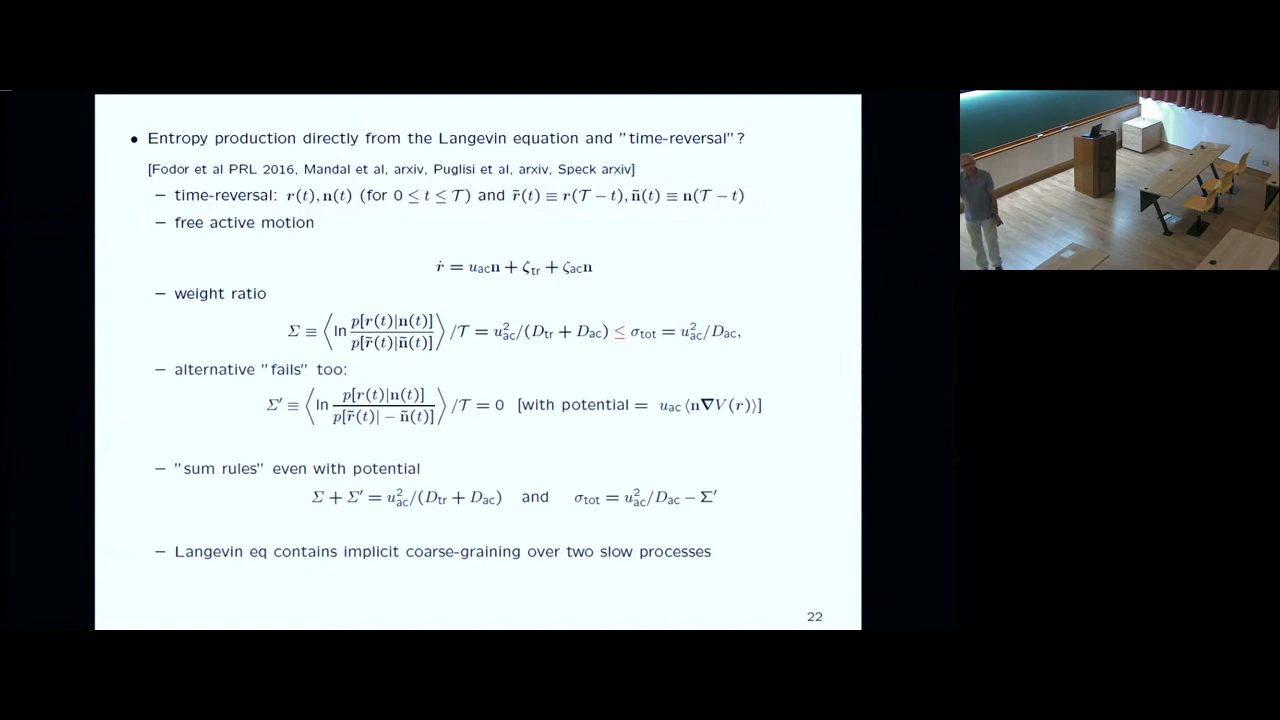 • Entropy production directly from the Langevin equation and "time-reversal"?
[Fodor et al PRL 2016, Mandal et al, arxiv, Puglisi et al, arxiv, Speck arxiv]
– time-reversal: r(t), n(t) (for 0 ≤ t ≤ 𝒯) and r̃(t) ≡ r(𝒯 − t), ñ(t) ≡ n(𝒯 − t)
– free active motion
ṙ = u_ac n + ζ_tr + ζ_ac n
– weight ratio
Σ ≡ ⟨ln p[r(t)|n(t)] / p[r̃(t)|ñ(t)]⟩ /𝒯 = u²_ac/(D_tr + D_ac) ≤ σ_tot = u²_ac/D_ac,
– alternative "fails" too:
Σ′ ≡ ⟨ln p[r(t)|n(t)] / p[r̃(t)| − ñ(t)]⟩ /𝒯 = 0 [with potential = u_ac ⟨n∇V(r)⟩]
– "sum rules" even with potential
Σ + Σ′ = u²_ac/(D_tr + D_ac) and σ_tot = u²_ac/D_ac − Σ′
– Langevin eq contains implicit coarse-graining over two slow processes
22